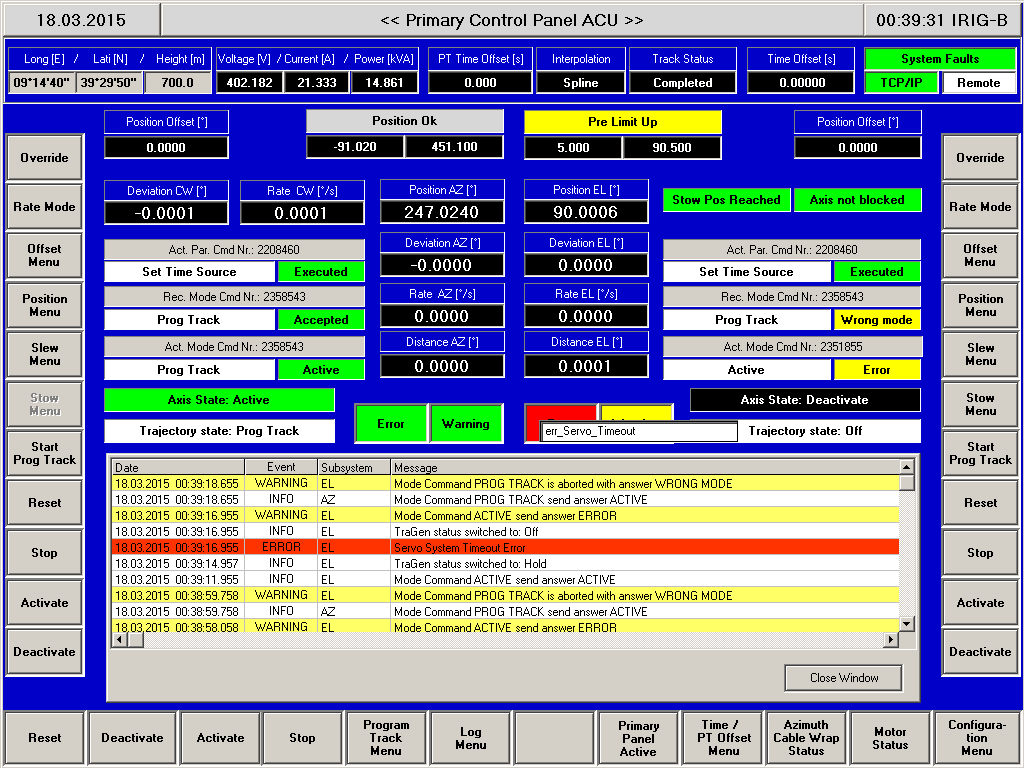 18.03.2015 << Primary Control Panel ACU >> 00:39:31 IRIG-B
Long [E] / Lati [N] / Height [m] Voltage [V] / Current [A] / Power [kVA] PT Time Offset [s] Interpolation Track Status Time Offset [s] System Faults
09°14'40" 39°29'50" 700.0 402.182 21.333 14.861 0.000 Spline Completed 0.00000 TCP/IP Remote
Position Offset [°] Position Ok Pre Limit Up Position Offset [°]
0.0000 -91.020 451.100 5.000 90.500 0.0000
Override Override
Deviation CW [°] Rate CW [°/s] Position AZ [°] Position EL [°]
Rate Mode -0.0001 0.0001 247.0240 90.0006 Stow Pos Reached Axis not blocked Rate Mode
Offset Menu Act. Par. Cmd Nr.: 2208460 Deviation AZ [°] Deviation EL [°] Act. Par. Cmd Nr.: 2208460 Offset Menu
Set Time Source Executed -0.0000 0.0000 Set Time Source Executed
Position Menu Rec. Mode Cmd Nr.: 2358543 Rate AZ [°/s] Rate EL [°/s] Rec. Mode Cmd Nr.: 2358543 Position Menu
Prog Track Accepted 0.0000 0.0000 Prog Track Wrong mode
Slew Menu Act. Mode Cmd Nr.: 2358543 Distance AZ [°] Distance EL [°] Act. Mode Cmd Nr.: 2351855 Slew Menu
Prog Track Active 0.0000 0.0001 Active Error
Stow Menu Axis State: Active Axis State: Deactivate Stow Menu
Trajectory state: Prog Track Error Warning err_Servo_Timeout Trajectory state: Off
Start Prog Track Start Prog Track
Date Event Subsystem Message
18.03.2015 00:39:18.655 WARNING EL Mode Command PROG TRACK is aborted with answer WRONG MODE
Reset 18.03.2015 00:39:18.655 INFO AZ Mode Command PROG TRACK send answer ACTIVE Reset
18.03.2015 00:39:16.955 WARNING EL Mode Command ACTIVE send answer ERROR
18.03.2015 00:39:16.955 INFO EL TraGen status switched to: Off
Stop 18.03.2015 00:39:16.955 ERROR EL Servo System Timeout Error Stop
18.03.2015 00:39:14.957 INFO EL TraGen status switched to: Hold
18.03.2015 00:39:11.955 INFO EL Mode Command ACTIVE send answer ACTIVE
Activate 18.03.2015 00:38:59.758 WARNING EL Mode Command PROG TRACK is aborted with answer WRONG MODE Activate
18.03.2015 00:38:59.758 INFO AZ Mode Command PROG TRACK send answer ACTIVE
18.03.2015 00:38:58.058 WARNING EL Mode Command ACTIVE send answer ERROR
Deactivate Deactivate
Close Window
Reset Deactivate Activate Stop Program Track Menu Log Menu Primary Panel Active Time / PT Offset Menu Azimuth Cable Wrap Status Motor Status Configura- tion Menu